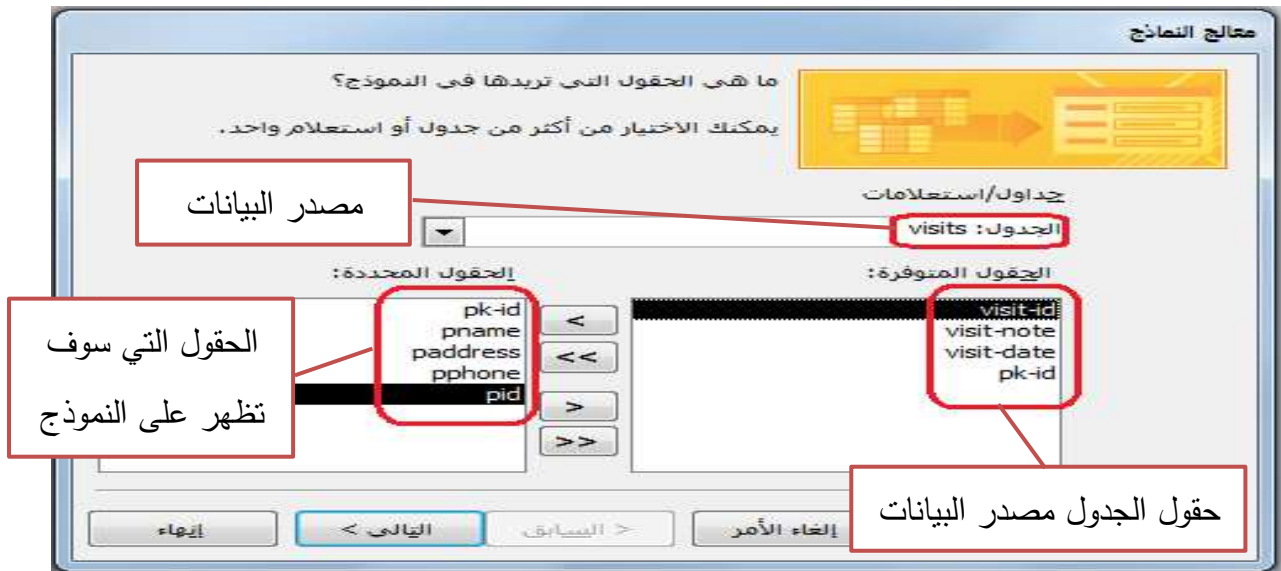 معالج النماذج
ما هي الحقول التي تريدها في النموذج؟
يمكنك الاختيار من أكثر من جدول أو استعلام واحد.
جداول/استعلامات
الجدول: visits
مصدر البيانات
الحقول المتوفرة:
visit-id
visit-note
visit-date
pk-id
<
<<
>
>>
الحقول المحددة:
pk-id
pname
paddress
pphone
pid
الحقول التي سوف
تظهر على النموذج
حقول الجدول مصدر البيانات
إلغاء الأمر
< السابق
التالي >
إنهاء